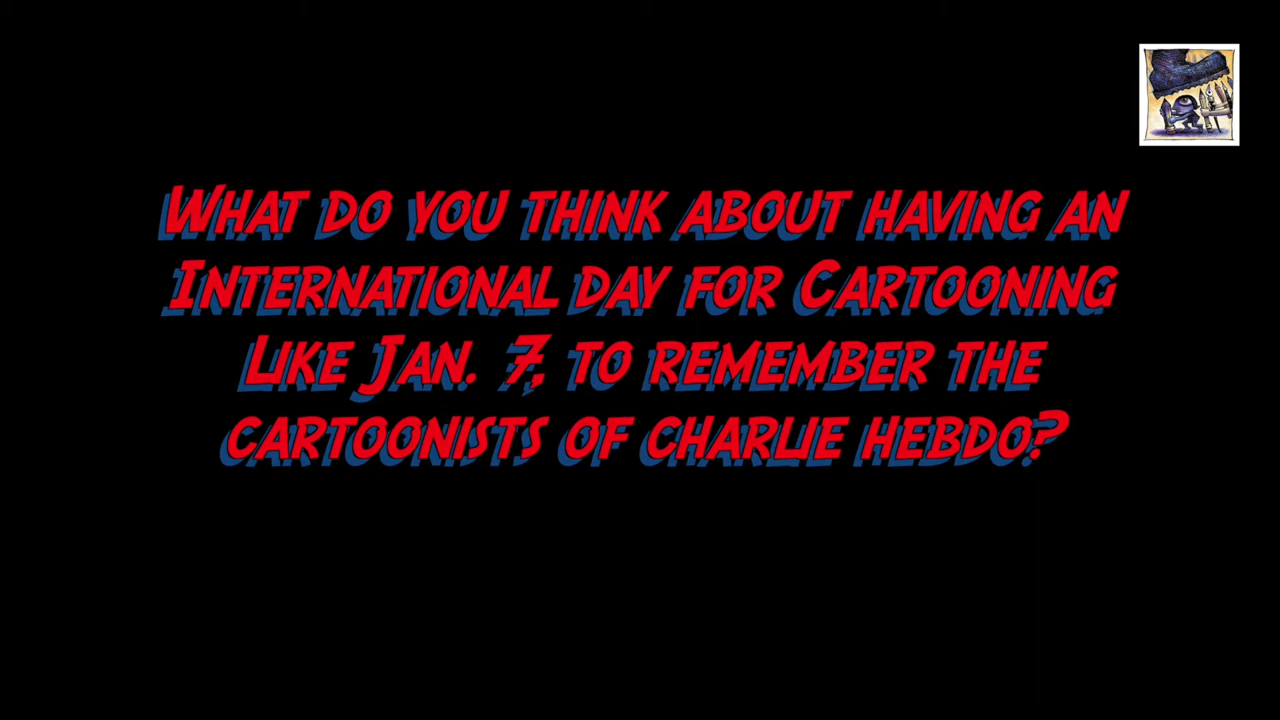 What do you think about having an
International day for Cartooning
Like Jan. 7, to remember the
cartoonists of charlie hebdo?